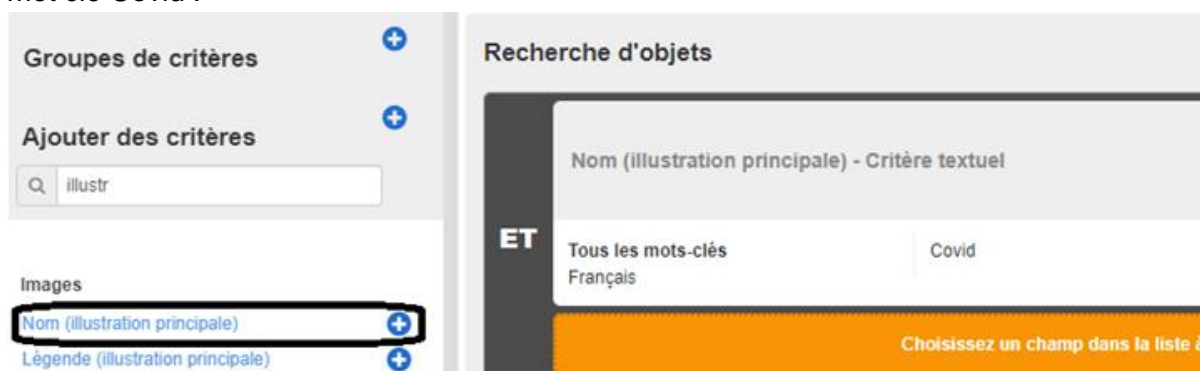 Groupes de critères
Ajouter des critères
illustr
Images
Nom (illustration principale)
Légende (illustration principale)
Recherche d'objets
Nom (illustration principale) - Critère textuel
ET
Tous les mots-clés
Français
Covid
Choisissez un champ dans la liste à